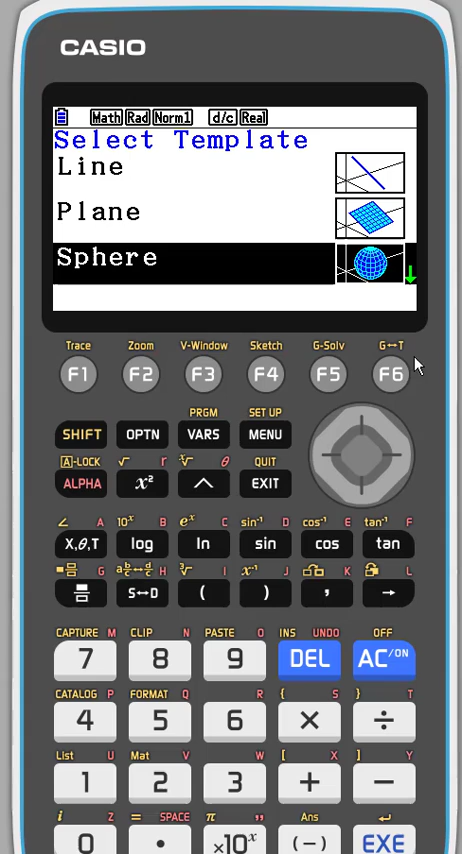 CASIO
Math Rad Norm1 d/c Real
Select Template
Line
Plane
Sphere
Trace Zoom V-Window Sketch G-Solv G↔T
F1 F2 F3 F4 F5 F6
PRGM SET UP
SHIFT OPTN VARS MENU
A-LOCK √ r ˣ√ θ QUIT
ALPHA x² ^ EXIT
∠ A 10ˣ B eˣ C sin⁻¹ D cos⁻¹ E tan⁻¹ F
X,θ,T log ln sin cos tan
G a b/c↔d/c H ³√ I x⁻¹ J K L
S↔D ( ) , →
CAPTURE M CLIP N PASTE O INS UNDO OFF
7 8 9 DEL AC/ON
CATALOG P FORMAT Q R { S } T
4 5 6 × ÷
List U Mat V W [ X ] Y
1 2 3 + −
i Z = SPACE π " Ans ↵
0 • ×10ˣ (−) EXE